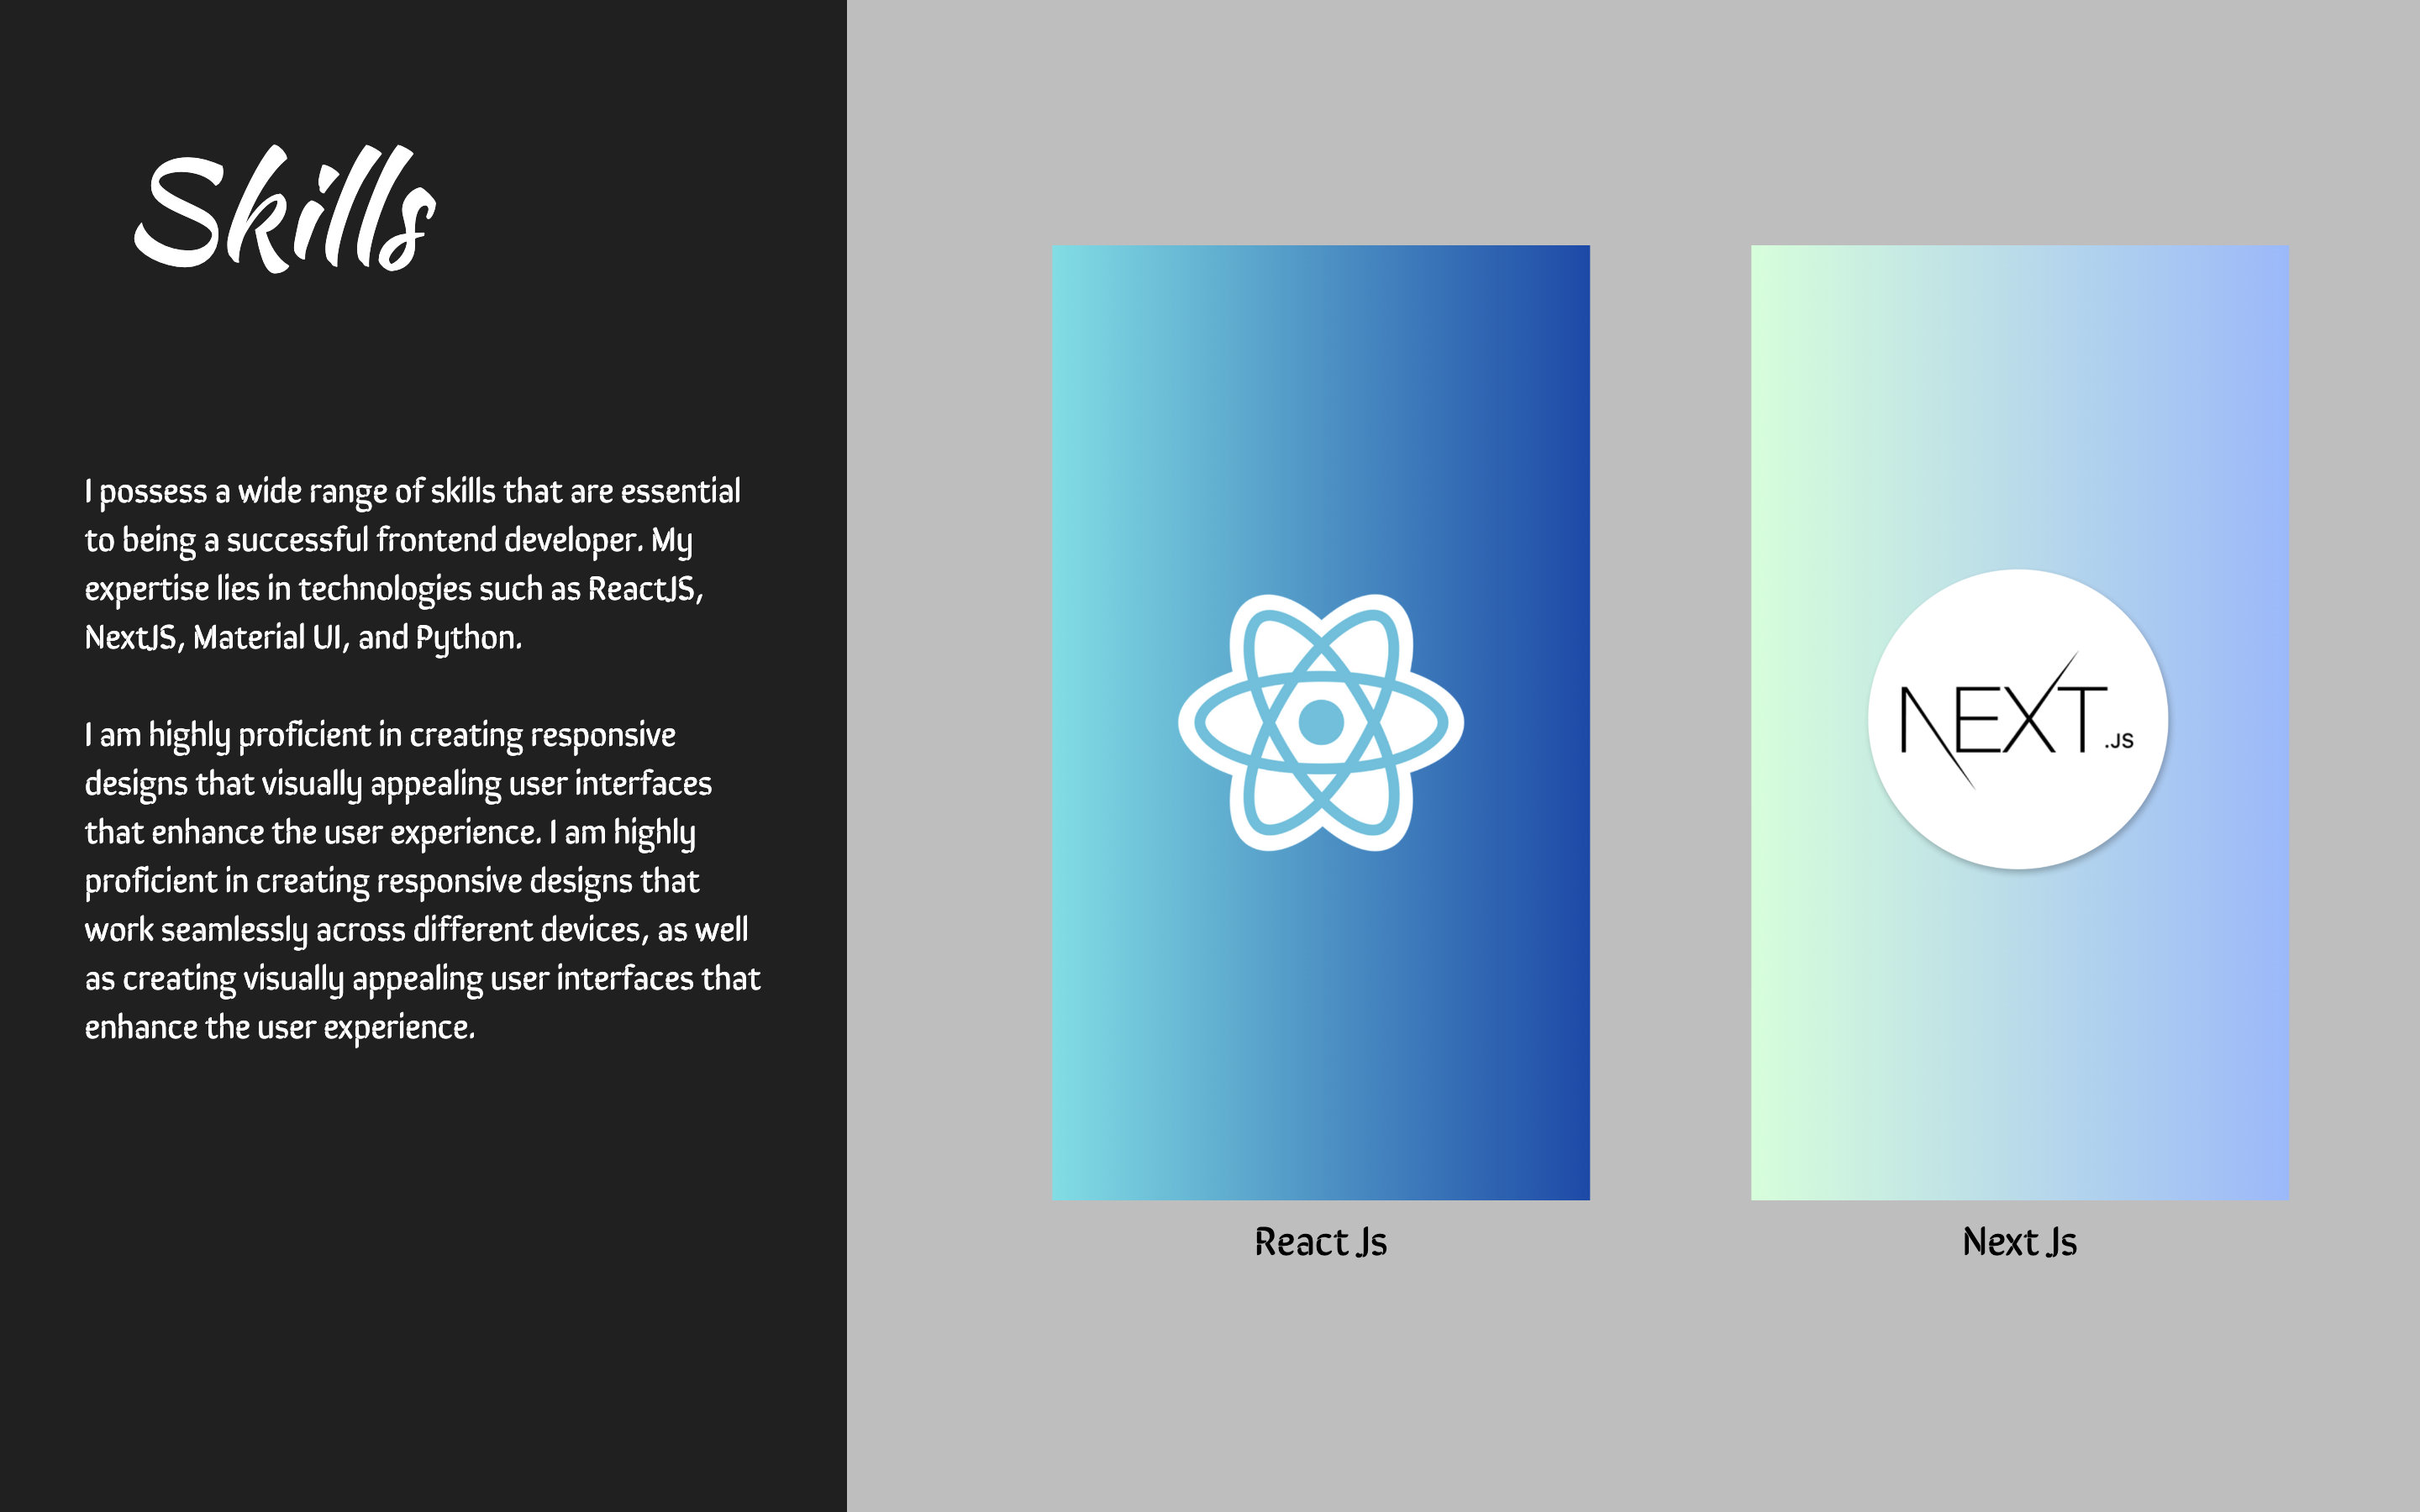 Skills
I possess a wide range of skills that are essential
to being a successful frontend developer. My
expertise lies in technologies such as ReactJS,
NextJS, Material UI, and Python.
I am highly proficient in creating responsive
designs that visually appealing user interfaces
that enhance the user experience. I am highly
proficient in creating responsive designs that
work seamlessly across different devices, as well
as creating visually appealing user interfaces that
enhance the user experience.
NEXT.JS
React Js
Next Js